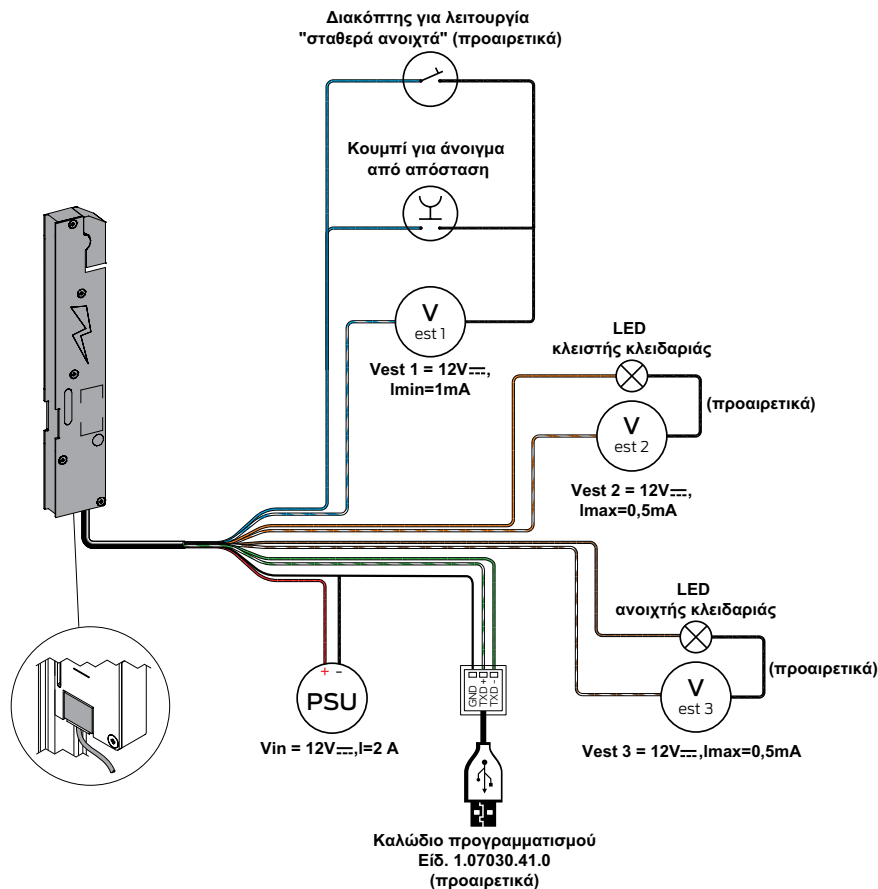 Διακόπτης για λειτουργία
"σταθερά ανοιχτά" (προαιρετικά)
Κουμπί για άνοιγμα
από απόσταση
V
est 1
Vest 1 = 12V⎓,
Imin=1mA
LED
κλειστής κλειδαριάς
(προαιρετικά)
V
est 2
Vest 2 = 12V⎓,
Imax=0,5mA
LED
ανοιχτής κλειδαριάς
(προαιρετικά)
V
est 3
Vest 3 = 12V⎓,Imax=0,5mA
+ -
PSU
Vin = 12V⎓,I=2 A
GND
TXD +
TXD -
Καλώδιο προγραμματισμού
Είδ. 1.07030.41.0
(προαιρετικά)